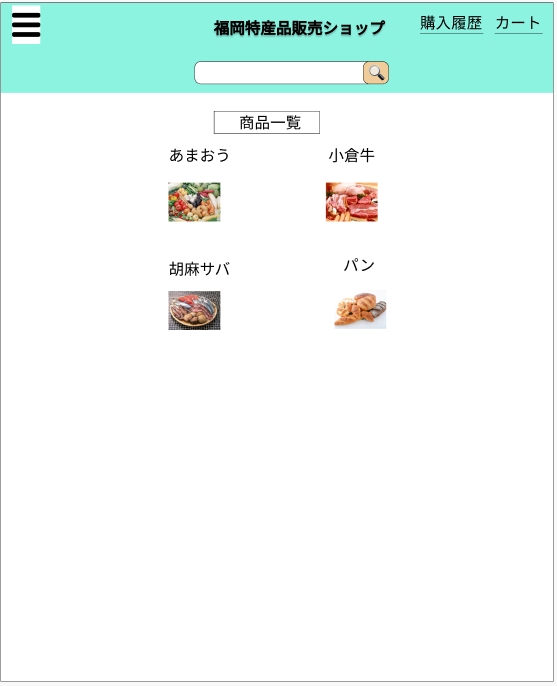 福岡特産品販売ショップ
購入履歴
カート
商品一覧
あまおう
小倉牛
胡麻サバ
パン